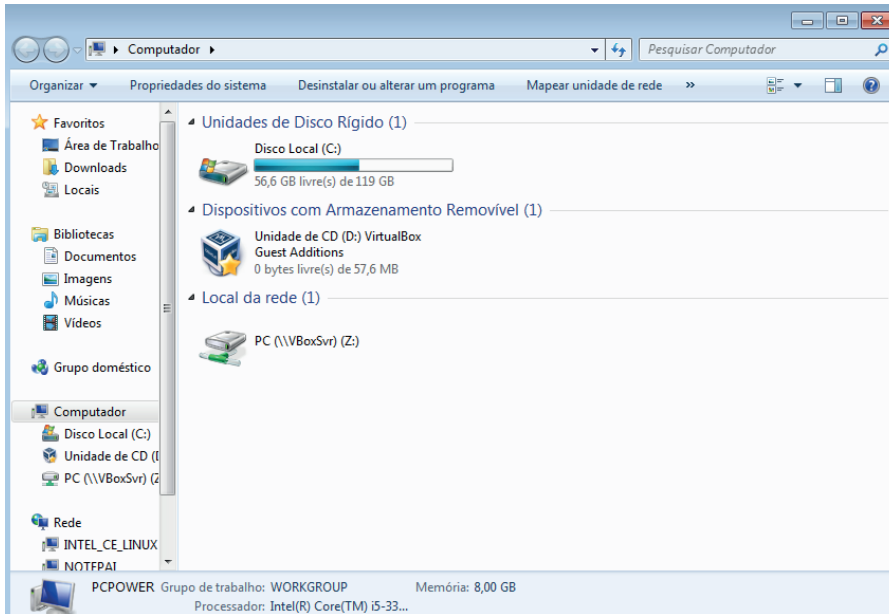 Computador
Pesquisar Computador
Organizar
Propriedades do sistema
Desinstalar ou alterar um programa
Mapear unidade de rede
»
Favoritos
Área de Trabalho
Downloads
Locais
Bibliotecas
Documentos
Imagens
Músicas
Vídeos
Grupo doméstico
Computador
Disco Local (C:)
Unidade de CD (
PC (\\VBoxSvr) (Z
Rede
INTEL_CE_LINUX
NOTEPAI
Unidades de Disco Rígido (1)
Disco Local (C:)
56,6 GB livre(s) de 119 GB
Dispositivos com Armazenamento Removível (1)
Unidade de CD (D:) VirtualBox
Guest Additions
0 bytes livre(s) de 57,6 MB
Local da rede (1)
PC (\\VBoxSvr) (Z:)
PCPOWER Grupo de trabalho: WORKGROUP Memória: 8,00 GB
Processador: Intel(R) Core(TM) i5-33...